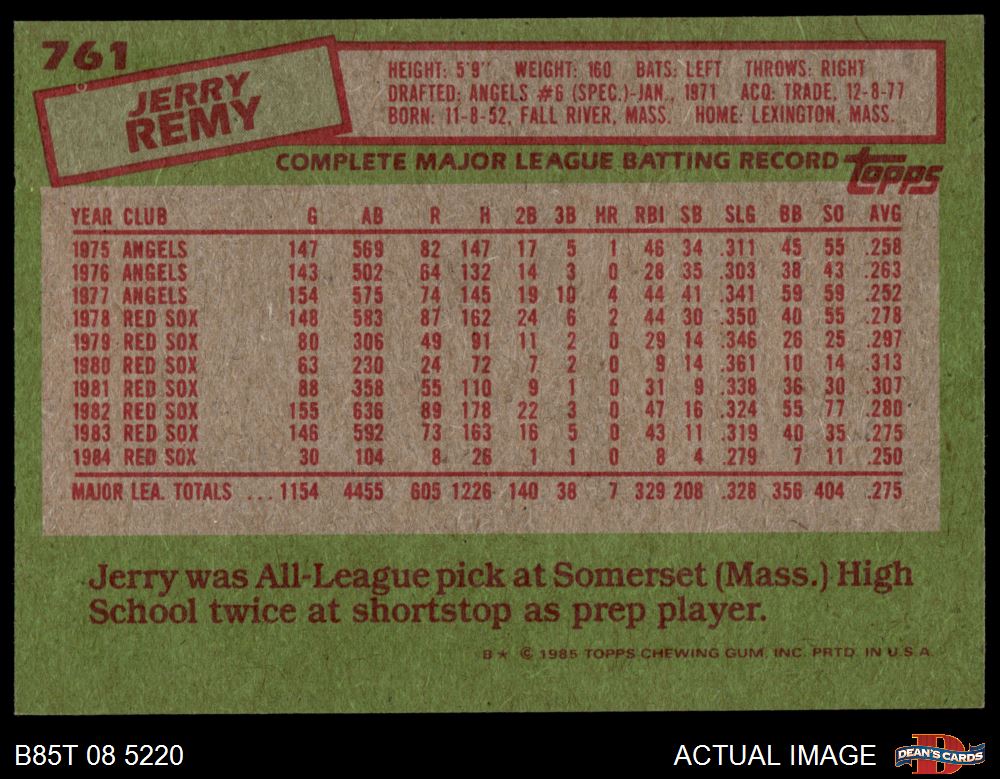 761
JERRY
REMY
HEIGHT: 5'9" WEIGHT: 160 BATS: LEFT THROWS: RIGHT
DRAFTED: ANGELS #6 (SPEC.)-JAN., 1971 ACQ: TRADE, 12-8-77
BORN: 11-8-52, FALL RIVER, MASS. HOME: LEXINGTON, MASS.
COMPLETE MAJOR LEAGUE BATTING RECORD topps
YEAR CLUB G AB R H 2B 3B HR RBI SB SLG BB SO AVG
1975 ANGELS 147 569 82 147 17 5 1 46 34 .311 45 55 .258
1976 ANGELS 143 502 64 132 14 3 0 28 35 .303 38 43 .263
1977 ANGELS 154 575 74 145 19 10 4 44 41 .341 59 59 .252
1978 RED SOX 148 583 87 162 24 6 2 44 30 .350 40 55 .278
1979 RED SOX 80 306 49 91 11 2 0 29 14 .346 26 25 .297
1980 RED SOX 63 230 24 72 7 2 0 9 14 .361 10 14 .313
1981 RED SOX 88 358 55 110 9 1 0 31 9 .338 36 30 .307
1982 RED SOX 155 636 89 178 22 3 0 47 16 .324 55 77 .280
1983 RED SOX 146 592 73 163 16 5 0 43 11 .319 40 35 .275
1984 RED SOX 30 104 8 26 1 1 0 8 4 .279 7 11 .250
MAJOR LEA. TOTALS ... 1154 4455 605 1226 140 38 7 329 208 .328 356 404 .275
Jerry was All-League pick at Somerset (Mass.) High
School twice at shortstop as prep player.
B★ © 1985 TOPPS CHEWING GUM, INC. PRTD. IN U.S.A.
B85T 08 5220 ACTUAL IMAGE DEAN'S CARDS